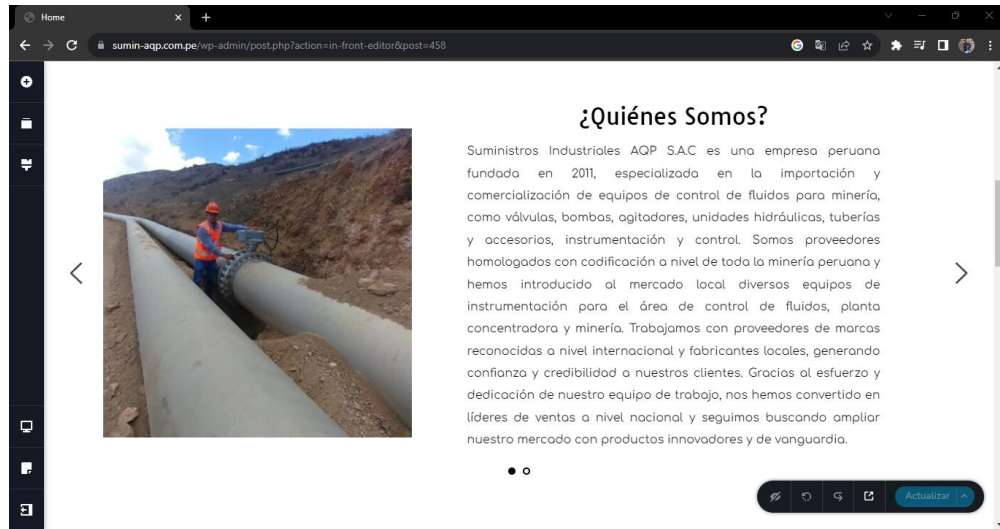 Home
sumin-aqp.com.pe/wp-admin/post.php?action=in-front-editor&post=458
¿Quiénes Somos?
Suministros Industriales AQP S.A.C es una empresa peruana
fundada en 2011, especializada en la importación y
comercialización de equipos de control de fluidos para minería,
como válvulas, bombas, agitadores, unidades hidráulicas, tuberías
y accesorios, instrumentación y control. Somos proveedores
homologados con codificación a nivel de toda la minería peruana y
hemos introducido al mercado local diversos equipos de
instrumentación para el área de control de fluidos, planta
concentradora y minería. Trabajamos con proveedores de marcas
reconocidas a nivel internacional y fabricantes locales, generando
confianza y credibilidad a nuestros clientes. Gracias al esfuerzo y
dedicación de nuestro equipo de trabajo, nos hemos convertido en
líderes de ventas a nivel nacional y seguimos buscando ampliar
nuestro mercado con productos innovadores y de vanguardia.
Actualizar